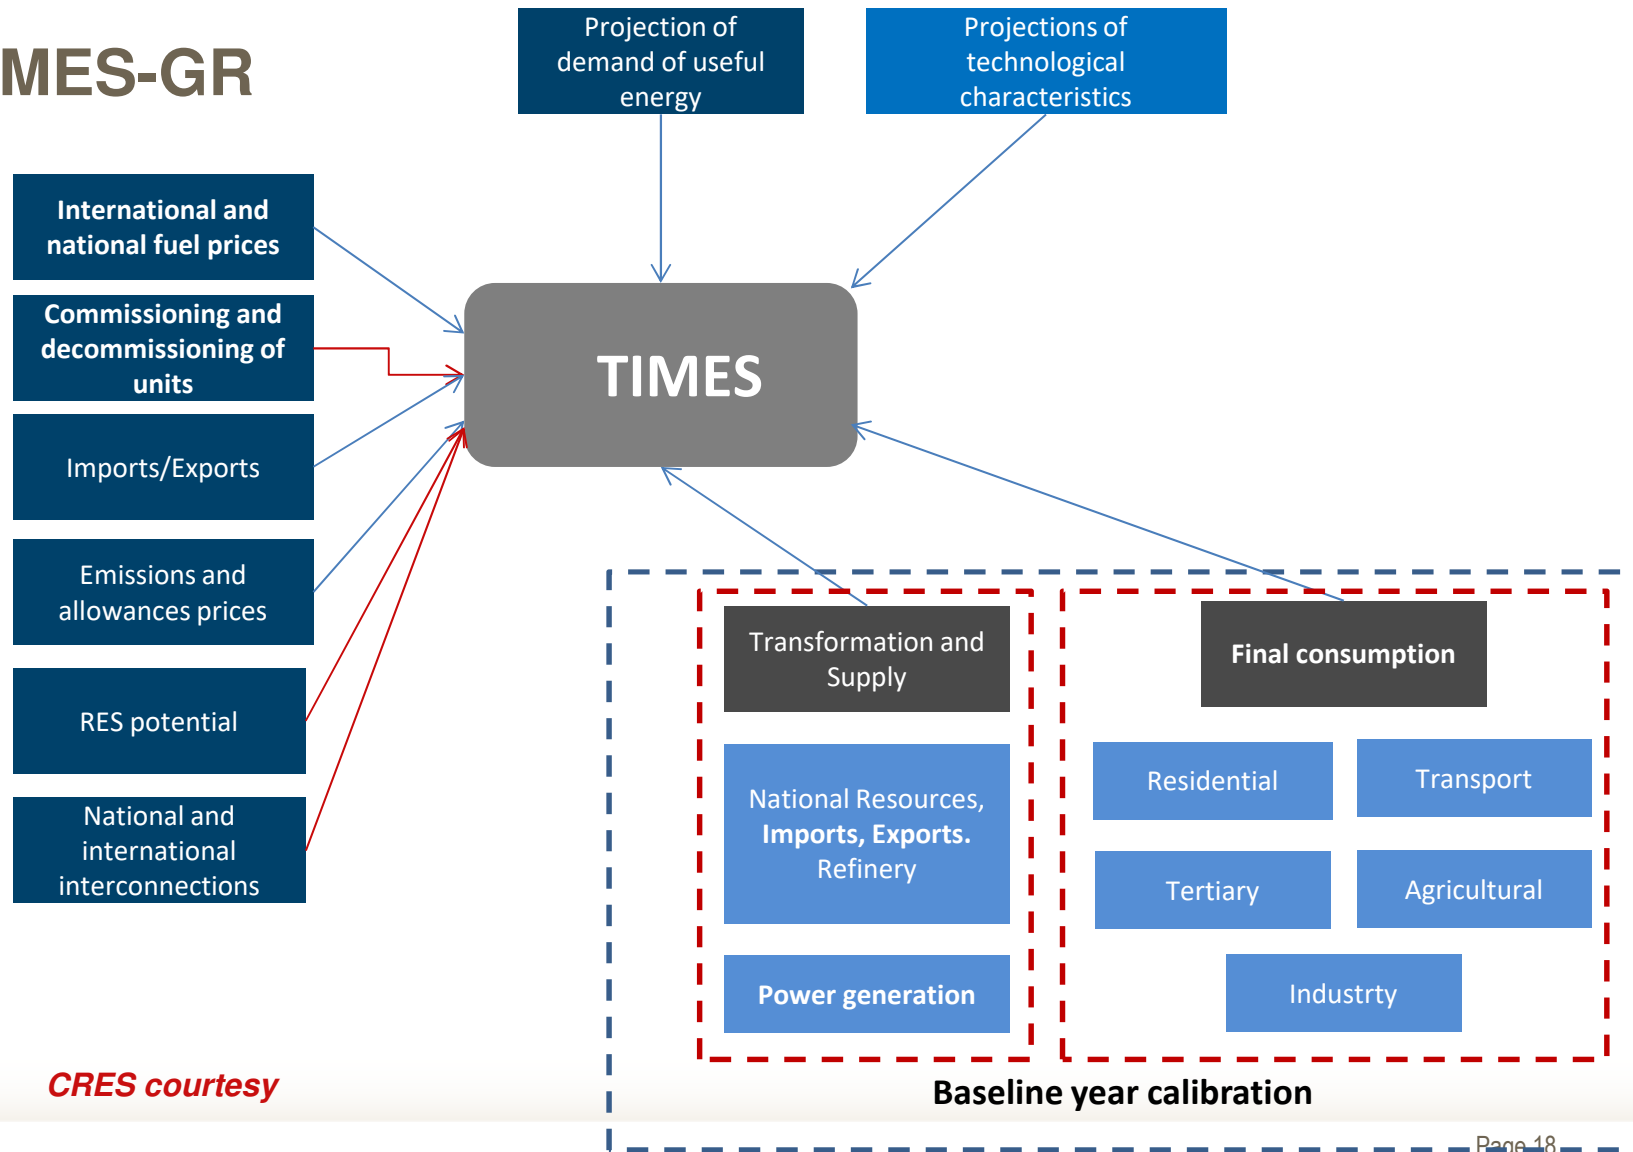 MES-GR
Projection of
demand of useful
energy
Projections of
technological
characteristics
International and
national fuel prices
Commissioning and
decommissioning of
units
Imports/Exports
Emissions and
allowances prices
RES potential
National and
international
interconnections
TIMES
Transformation and
Supply
National Resources,
Imports, Exports.
Refinery
Power generation
Final consumption
Residential
Transport
Tertiary
Agricultural
Industrty
Baseline year calibration
CRES courtesy
Page 18